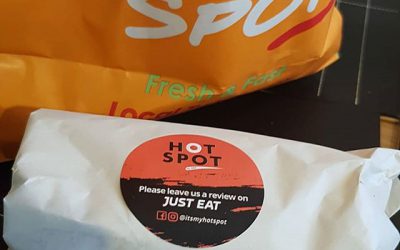 SPOT
Fresh & Fast
HOT
SPOT
Please leave us a review on
JUST EAT
@itsmyhotspot